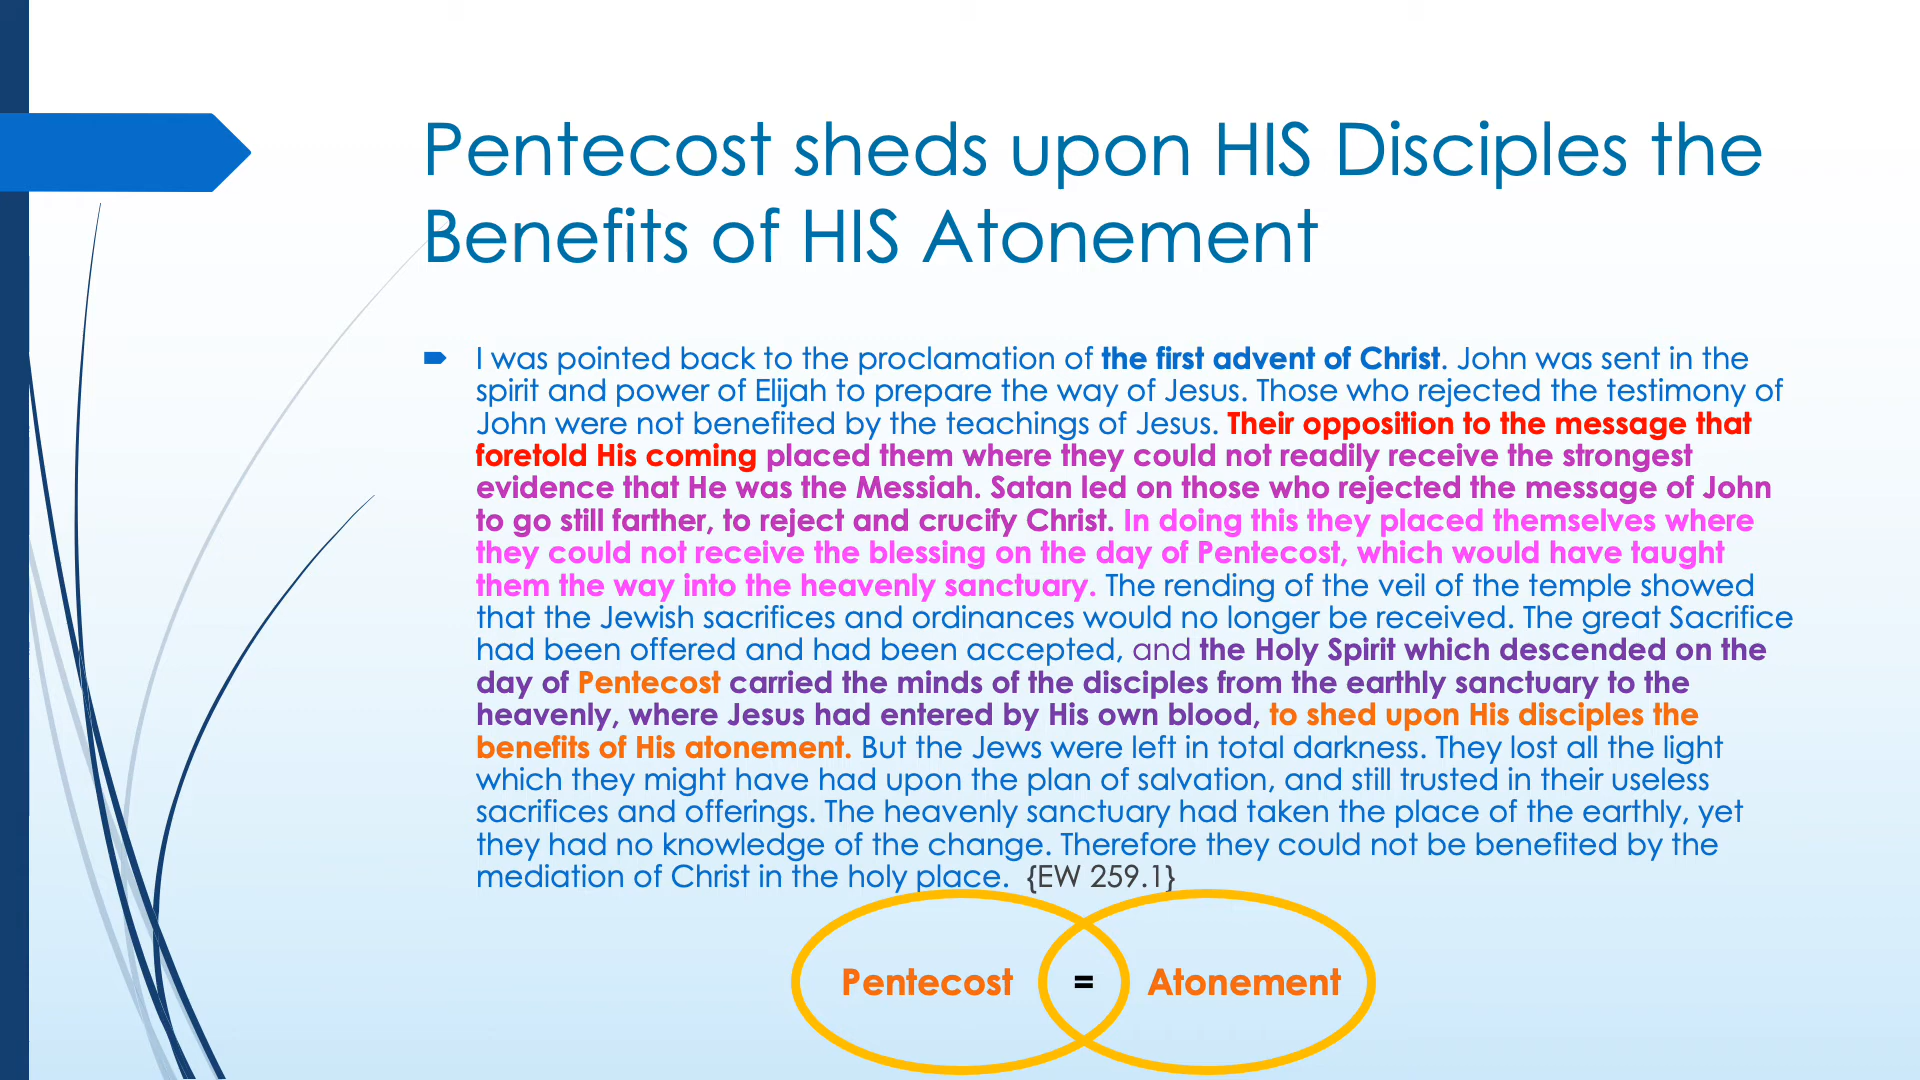 Pentecost sheds upon HIS Disciples the
Benefits of HIS Atonement
I was pointed back to the proclamation of the first advent of Christ. John was sent in the
spirit and power of Elijah to prepare the way of Jesus. Those who rejected the testimony of
John were not benefited by the teachings of Jesus. Their opposition to the message that
foretold His coming placed them where they could not readily receive the strongest
evidence that He was the Messiah. Satan led on those who rejected the message of John
to go still farther, to reject and crucify Christ. In doing this they placed themselves where
they could not receive the blessing on the day of Pentecost, which would have taught
them the way into the heavenly sanctuary. The rending of the veil of the temple showed
that the Jewish sacrifices and ordinances would no longer be received. The great Sacrifice
had been offered and had been accepted, and the Holy Spirit which descended on the
day of Pentecost carried the minds of the disciples from the earthly sanctuary to the
heavenly, where Jesus had entered by His own blood, to shed upon His disciples the
benefits of His atonement. But the Jews were left in total darkness. They lost all the light
which they might have had upon the plan of salvation, and still trusted in their useless
sacrifices and offerings. The heavenly sanctuary had taken the place of the earthly, yet
they had no knowledge of the change. Therefore they could not be benefited by the
mediation of Christ in the holy place. {EW 259.1}
Pentecost = Atonement